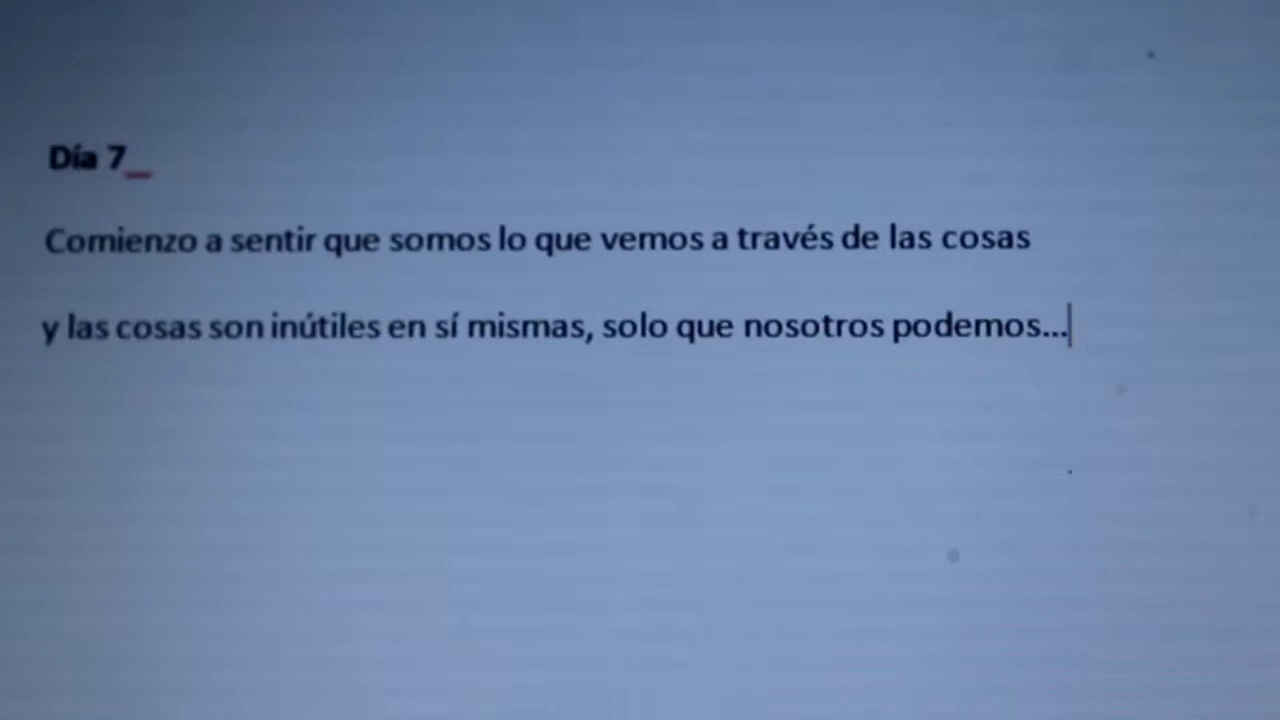 Día 7_
Comienzo a sentir que somos lo que vemos a través de las cosas
y las cosas son inútiles en sí mismas, solo que nosotros podemos...